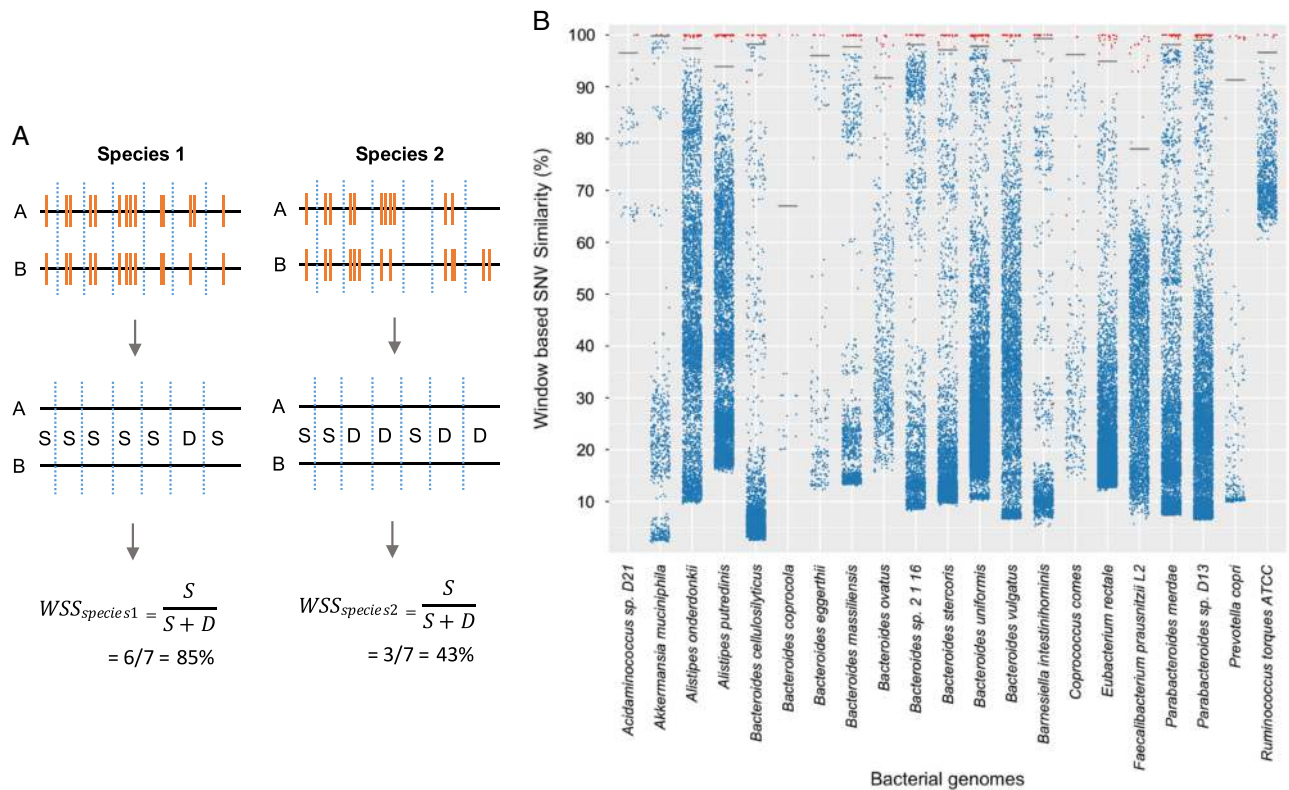 A
Species 1
A
B
A
S S S S S D S
B
WSSspecies1 = S / S + D
= 6/7 = 85%
Species 2
A
B
A
S S D D S D D
B
WSSspecies2 = S / S + D
= 3/7 = 43%
B
Window based SNV Similarity (%)
100
90
80
70
60
50
40
30
20
10
Acidaminococcus sp. D21
Akkermansia muciniphila
Alistipes onderdonkii
Alistipes putredinis
Bacteroides cellulosilyticus
Bacteroides coprocola
Bacteroides eggerthii
Bacteroides massiliensis
Bacteroides ovatus
Bacteroides sp. 2 1 16
Bacteroides stercoris
Bacteroides uniformis
Bacteroides vulgatus
Barnesiella intestinihominis
Coprococcus comes
Eubacterium rectale
Faecalibacterium prausnitzii L2
Parabacteroides merdae
Parabacteroides sp. D13
Prevotella copri
Ruminococcus torques ATCC
Bacterial genomes